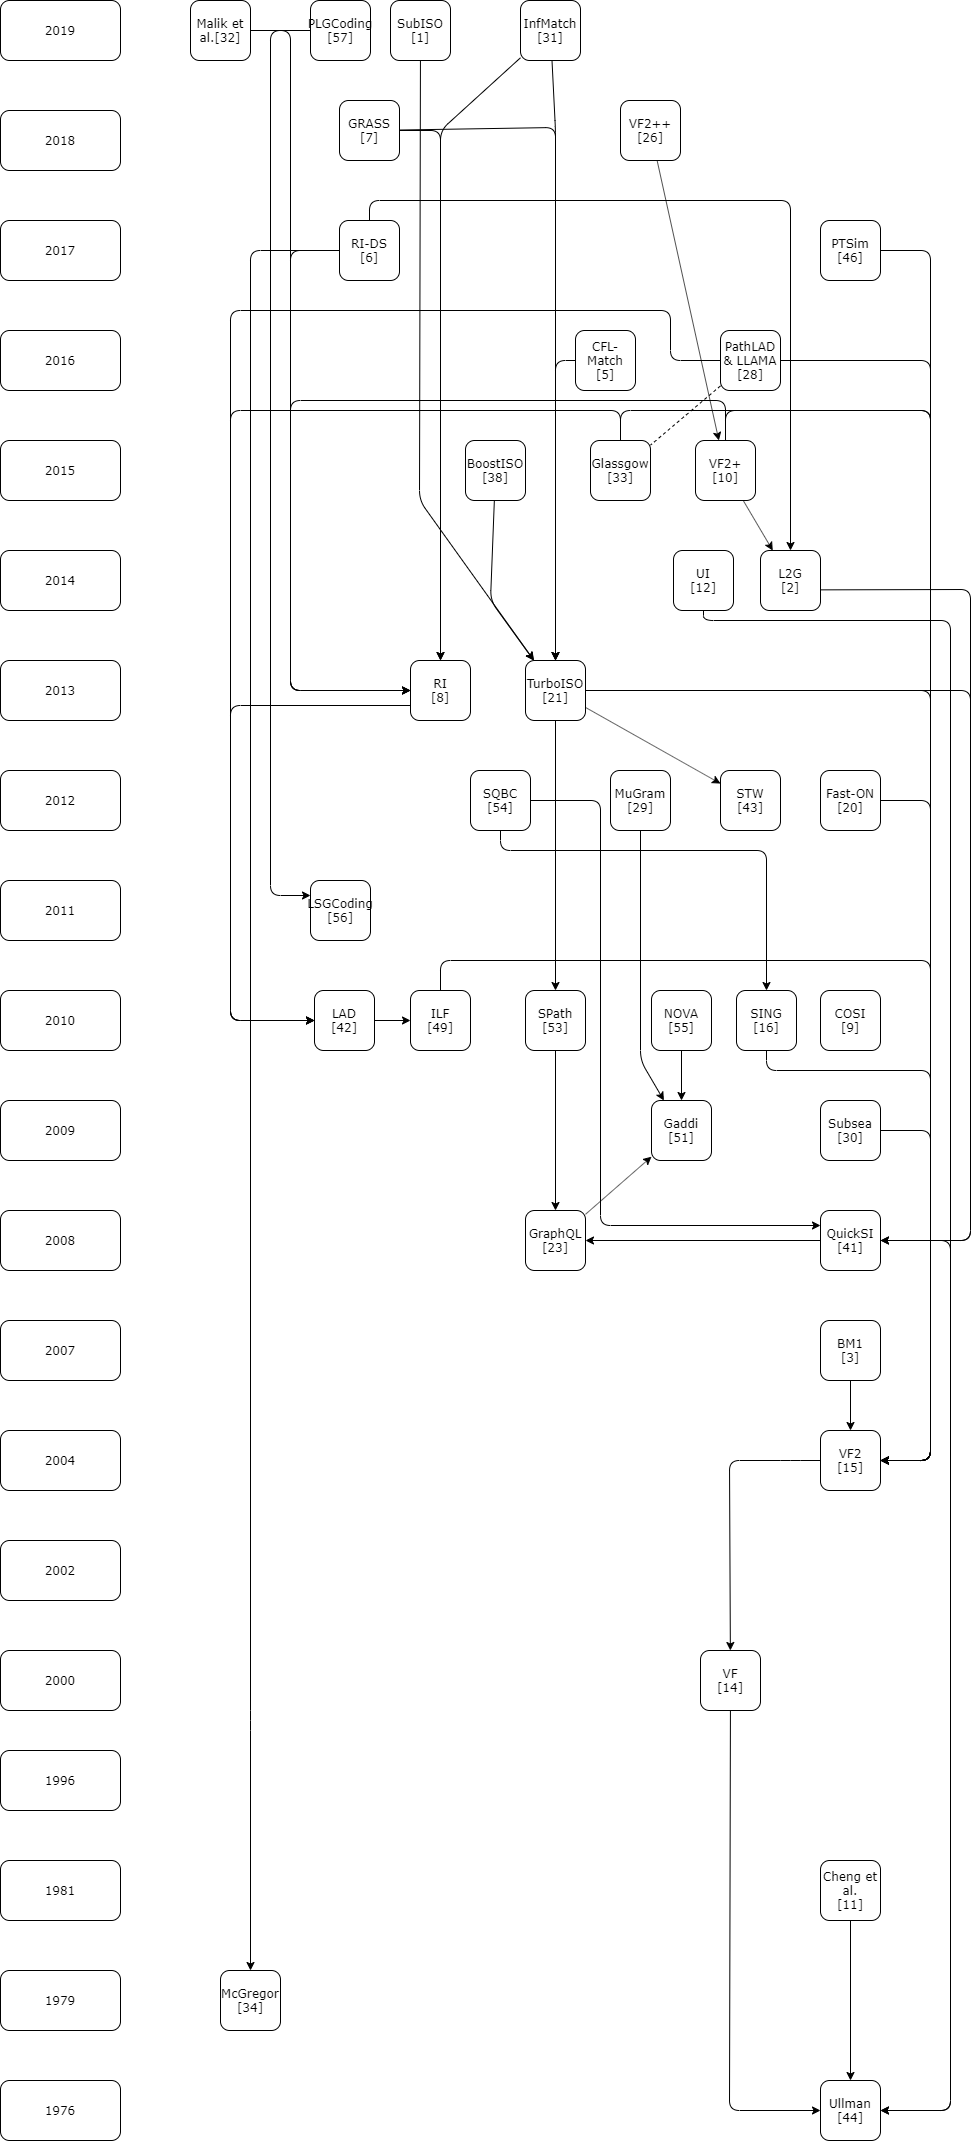 2019
Malik et
al.[32]
PLGCoding
[57]
SubISO
[1]
InfMatch
[31]
2018
GRASS
[7]
VF2++
[26]
2017
RI-DS
[6]
PTSim
[46]
2016
CFL-
Match
[5]
PathLAD
& LLAMA
[28]
2015
BoostISO
[38]
Glassgow
[33]
VF2+
[10]
2014
UI
[12]
L2G
[2]
2013
RI
[8]
TurboISO
[21]
2012
SQBC
[54]
MuGram
[29]
STW
[43]
Fast-ON
[20]
2011
LSGCoding
[56]
2010
LAD
[42]
ILF
[49]
SPath
[53]
NOVA
[55]
SING
[16]
COSI
[9]
2009
Gaddi
[51]
Subsea
[30]
2008
GraphQL
[23]
QuickSI
[41]
2007
BM1
[3]
2004
VF2
[15]
2002
2000
VF
[14]
1996
1981
Cheng et
al.
[11]
1979
McGregor
[34]
1976
Ullman
[44]